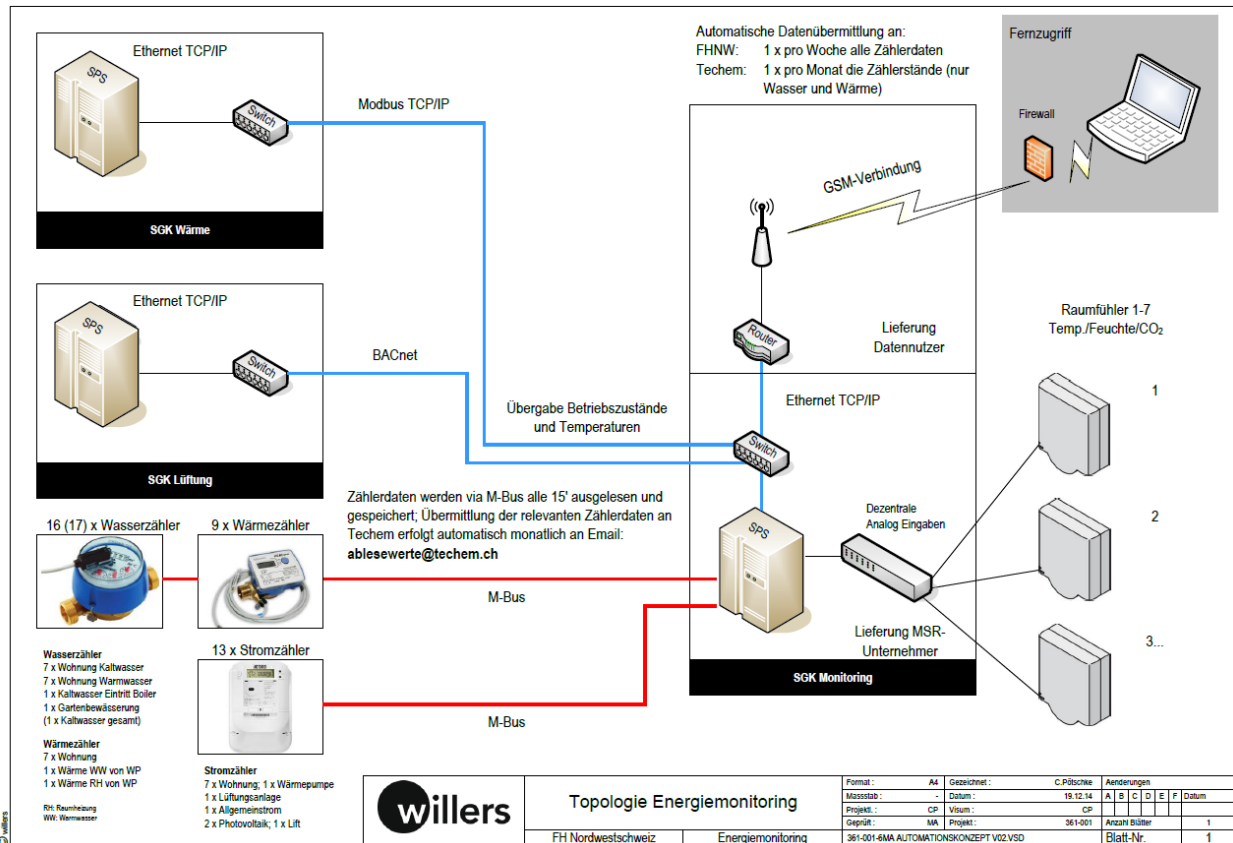 Ethernet TCP/IP
SPS
Switch
SGK Wärme
Modbus TCP/IP
Automatische Datenübermittlung an:
FHNW: 1 x pro Woche alle Zählerdaten
Techem: 1 x pro Monat die Zählerstände (nur
Wasser und Wärme)
Fernzugriff
Firewall
GSM-Verbindung
Ethernet TCP/IP
SPS
Switch
SGK Lüftung
BACnet
Übergabe Betriebszustände
und Temperaturen
Router
Lieferung
Datennutzer
Ethernet TCP/IP
Switch
Raumfühler 1-7
Temp./Feuchte/CO₂
1
2
3...
Zählerdaten werden via M-Bus alle 15' ausgelesen und
gespeichert; Übermittlung der relevanten Zählerdaten an
Techem erfolgt automatisch monatlich an Email:
ablesewerte@techem.ch
SPS
Dezentrale
Analog Eingaben
Lieferung MSR-
Unternehmer
SGK Monitoring
16 (17) x Wasserzähler
9 x Wärmezähler
M-Bus
13 x Stromzähler
M-Bus
Wasserzähler
7 x Wohnung Kaltwasser
7 x Wohnung Warmwasser
1 x Kaltwasser Eintritt Boiler
1 x Gartenbewässerung
(1 x Kaltwasser gesamt)
Wärmezähler
7 x Wohnung
1 x Wärme WW von WP
1 x Wärme RH von WP
RH: Raumheizung
WW: Warmwasser
Stromzähler
7 x Wohnung; 1 x Wärmepumpe
1 x Lüftungsanlage
1 x Allgemeinstrom
2 x Photovoltaik; 1 x Lift
willers
willers
Topologie Energiemonitoring
FH Nordwestschweiz
Energiemonitoring
Format : A4 Gezeichnet : C.Pötschke Aenderungen
Massstab : - Datum : 19.12.14 A B C D E F Datum
Projektl. : CP Visum : CP
Geprüft : MA Projekt : 361-001 Anzahl Blätter 1
361-001-6MA AUTOMATIONSKONZEPT V02.VSD Blatt-Nr. 1